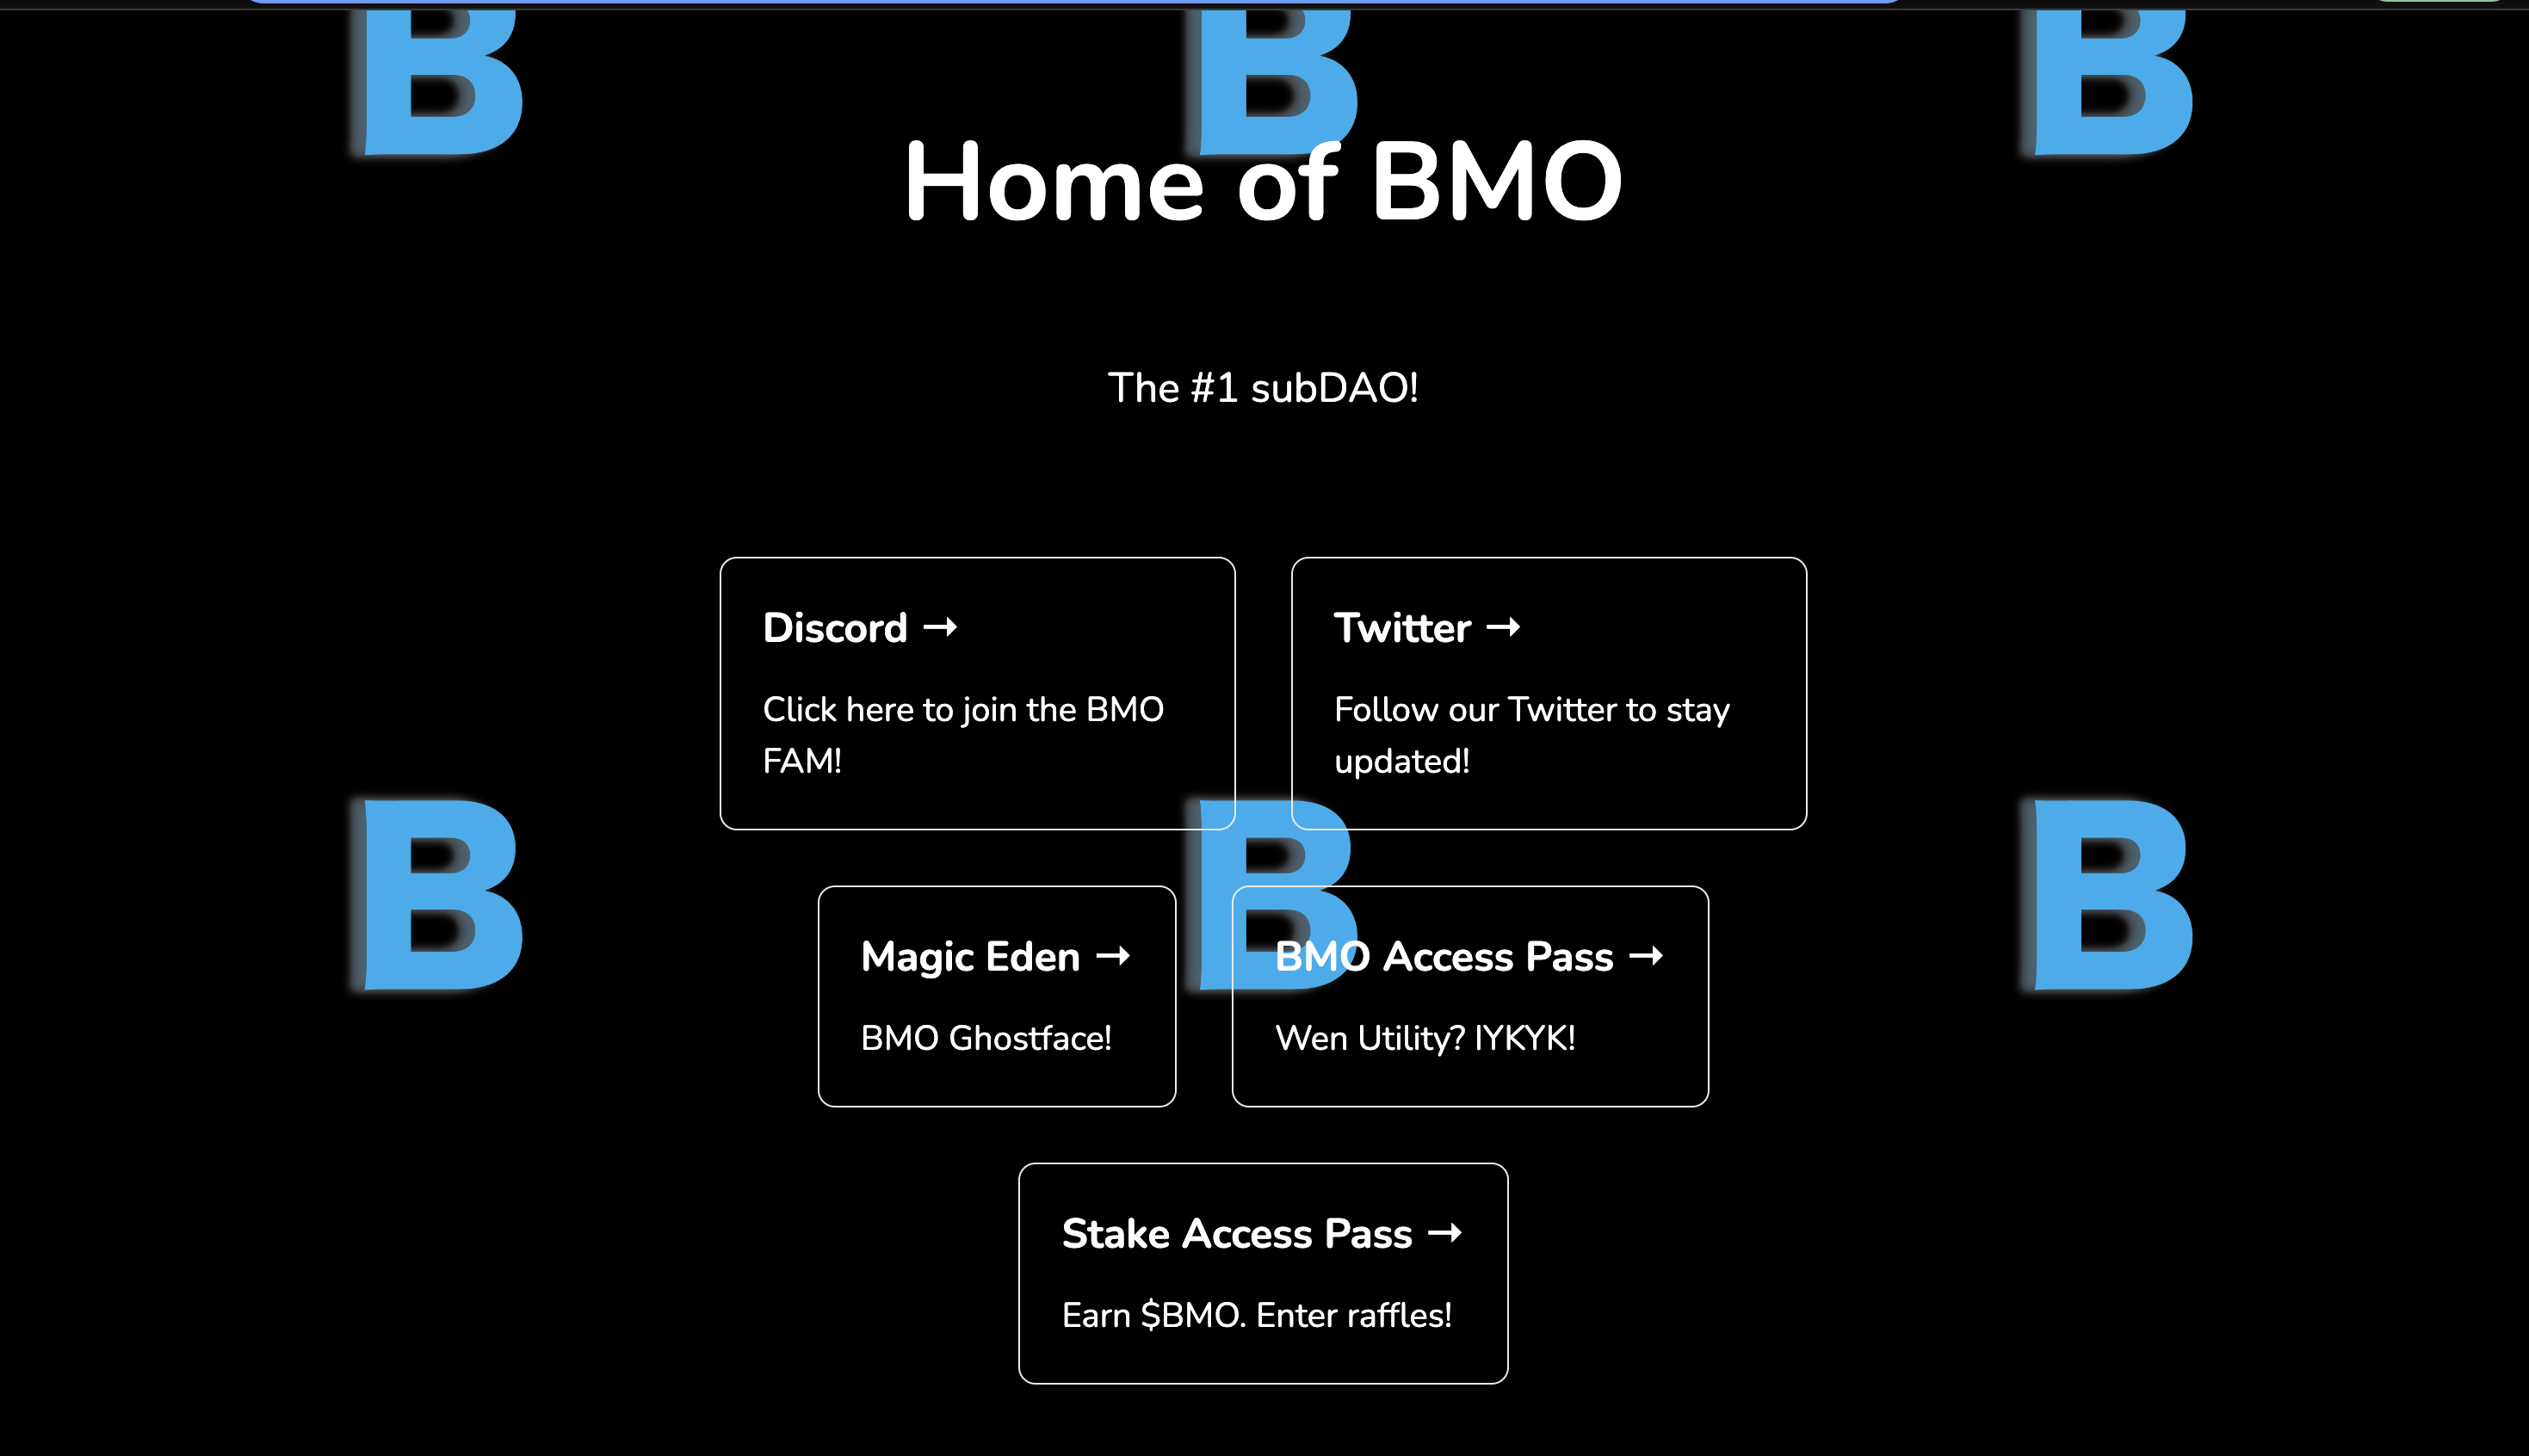 B B B
Home of BMO
The #1 subDAO!
Discord →
Click here to join the BMO
FAM!
Twitter →
Follow our Twitter to stay
updated!
B B B
Magic Eden →
BMO Ghostface!
BMO Access Pass →
Wen Utility? IYKYK!
Stake Access Pass →
Earn $BMO. Enter raffles!